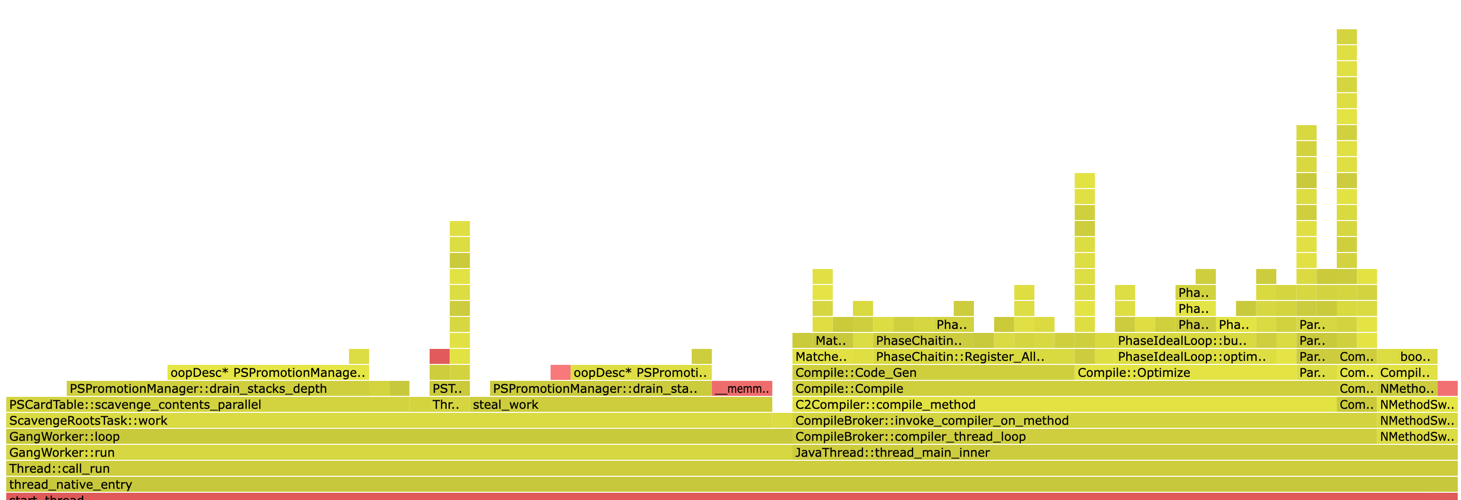 Pha..
Pha..
Pha.. Pha.. Pha.. Par..
Mat.. PhaseChaitin.. PhaseIdealLoop::bu.. Par..
Matche.. PhaseChaitin::Register_All.. PhaseIdealLoop::optim.. Par.. Com.. boo..
oopDesc* PSPromotionManage.. oopDesc* PSPromoti.. Compile::Code_Gen Compile::Optimize Par.. Com.. Compil..
PSPromotionManager::drain_stacks_depth PST.. PSPromotionManager::drain_sta.. __memm.. Compile::Compile Com.. NMetho..
PSCardTable::scavenge_contents_parallel Thr.. steal_work C2Compiler::compile_method Com.. NMethodSw..
ScavengeRootsTask::work CompileBroker::invoke_compiler_on_method NMethodSw..
GangWorker::loop CompileBroker::compiler_thread_loop NMethodSw..
GangWorker::run JavaThread::thread_main_inner
Thread::call_run
thread_native_entry
start_thread